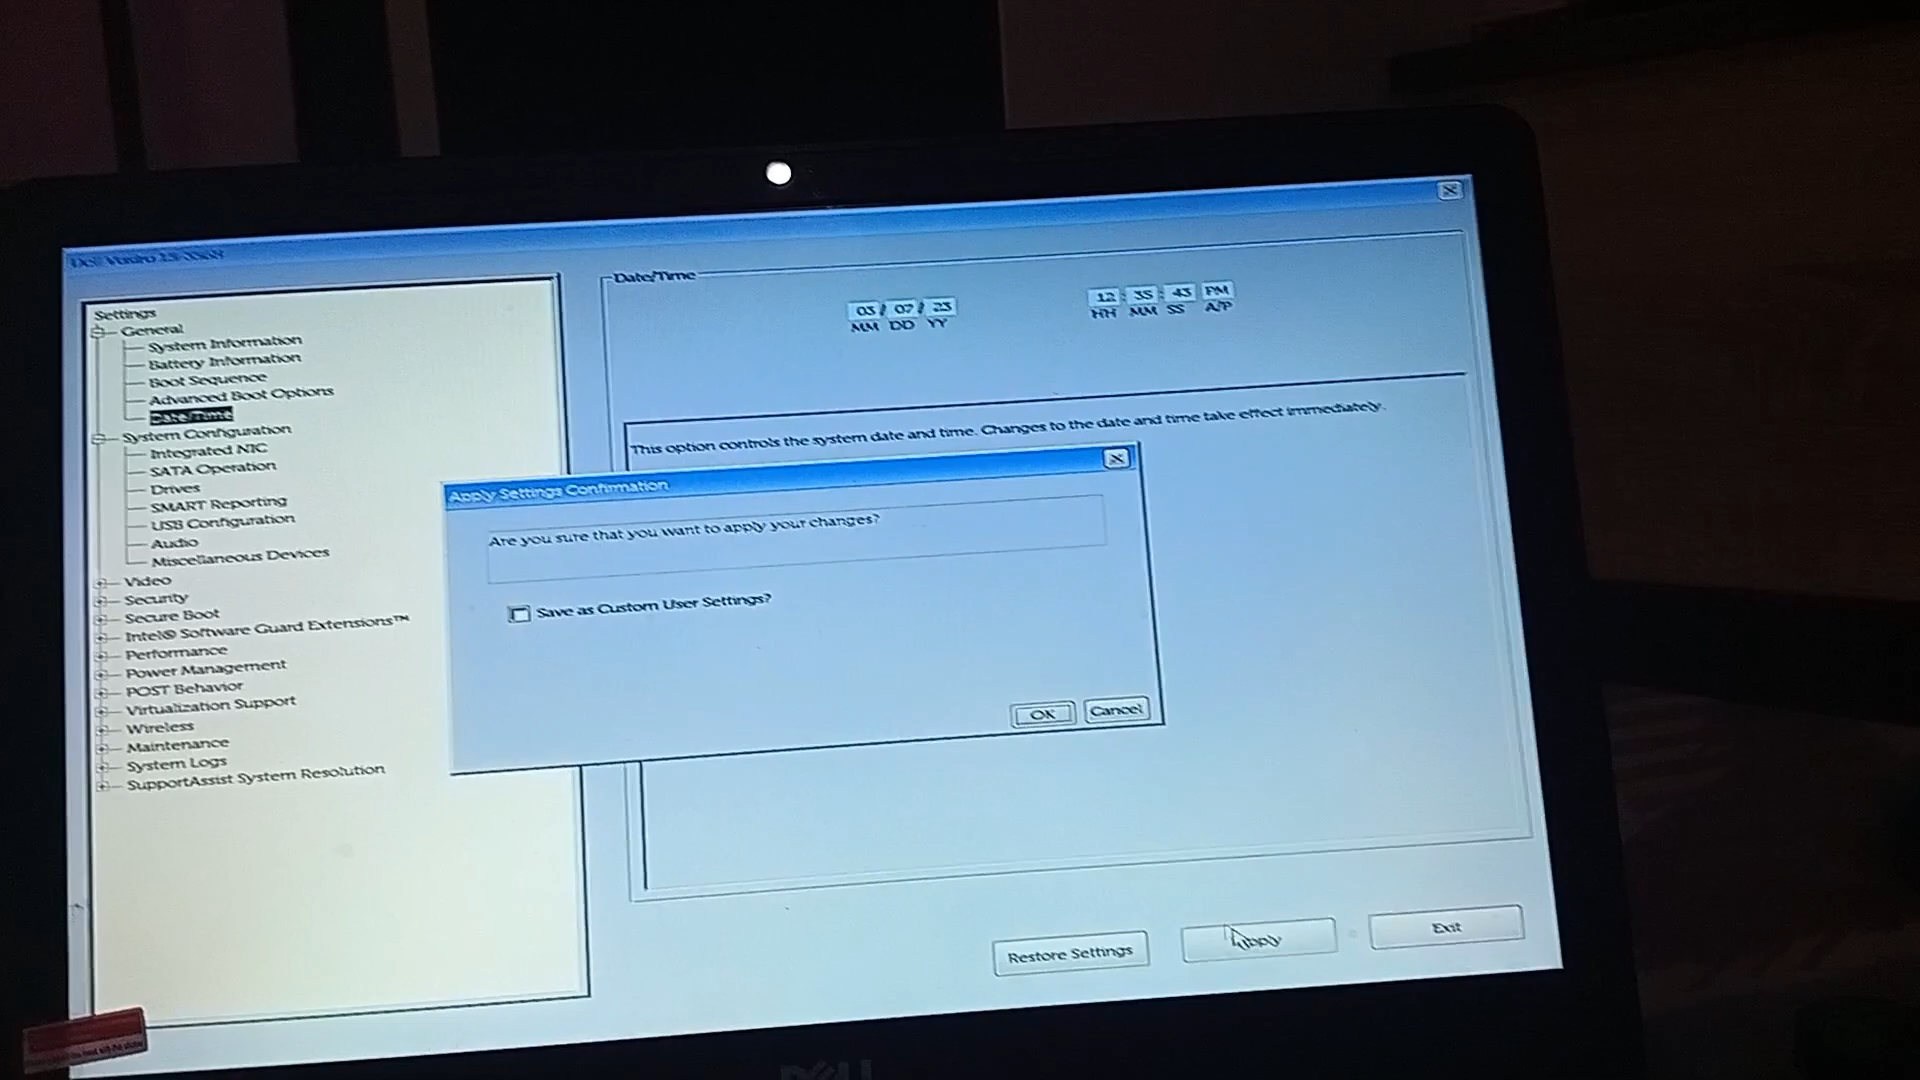 Dell Vostro 15-3568
Settings
General
System Information
Battery Information
Boot Sequence
Advanced Boot Options
Date/Time
System Configuration
Integrated NIC
SATA Operation
Drives
SMART Reporting
USB Configuration
Audio
Miscellaneous Devices
Video
Security
Secure Boot
Intel® Software Guard Extensions™
Performance
Power Management
POST Behavior
Virtualization Support
Wireless
Maintenance
System Logs
SupportAssist System Resolution
Date/Time
03 / 07 / 23 12 : 35 : 43 PM
MM DD YY HH MM SS A/P
This option controls the system date and time. Changes to the date and time take effect immediately.
Apply Settings Confirmation
Are you sure that you want to apply your changes?
Save as Custom User Settings?
OK Cancel
Restore Settings Apply Exit
DELL